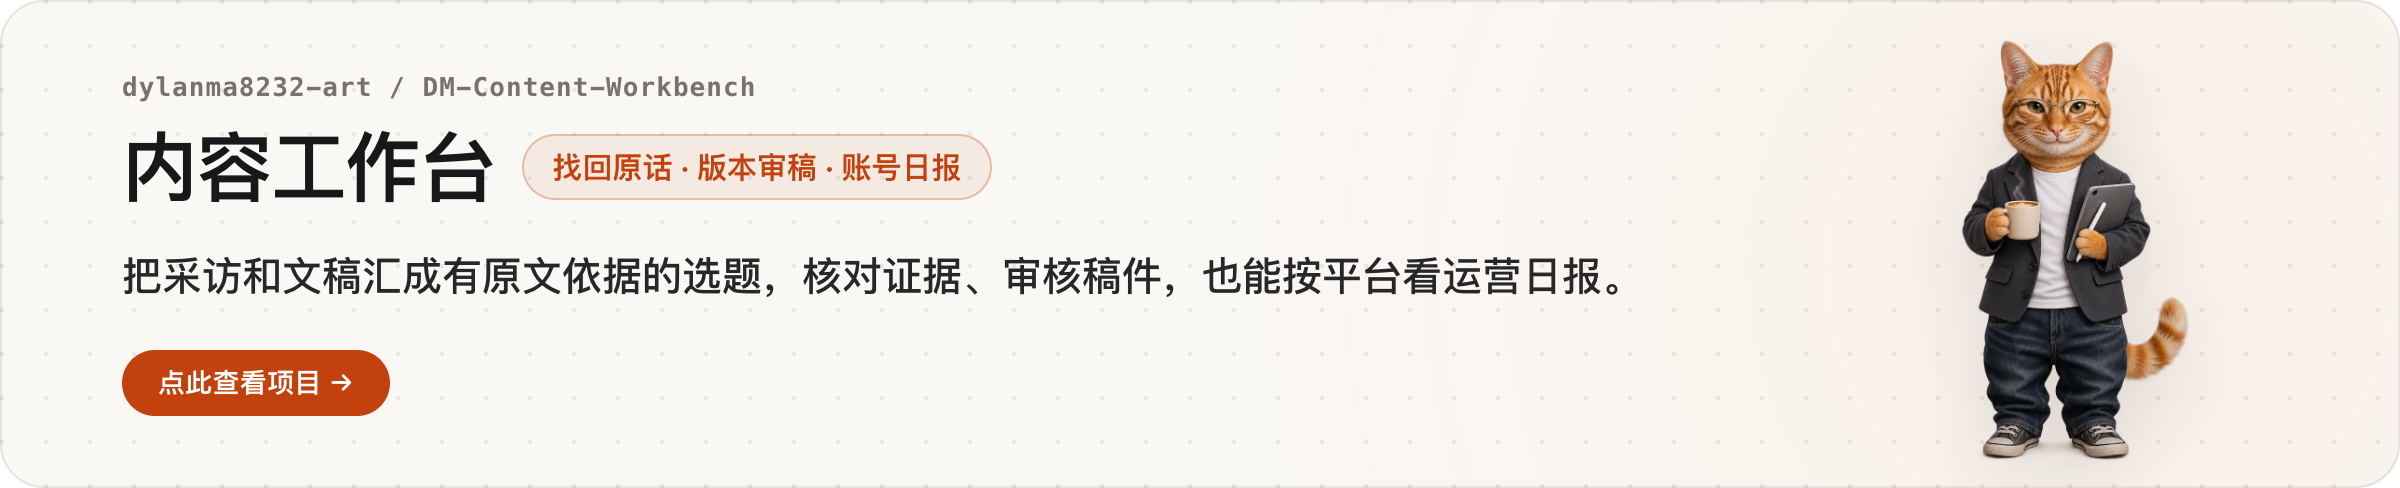 dylanma8232-art / DM-Content-Workbench
内容工作台
找回原话 · 版本审稿 · 账号日报
把采访和文稿汇成有原文依据的选题，核对证据、审核稿件，也能按平台看运营日报。
点此查看项目 →